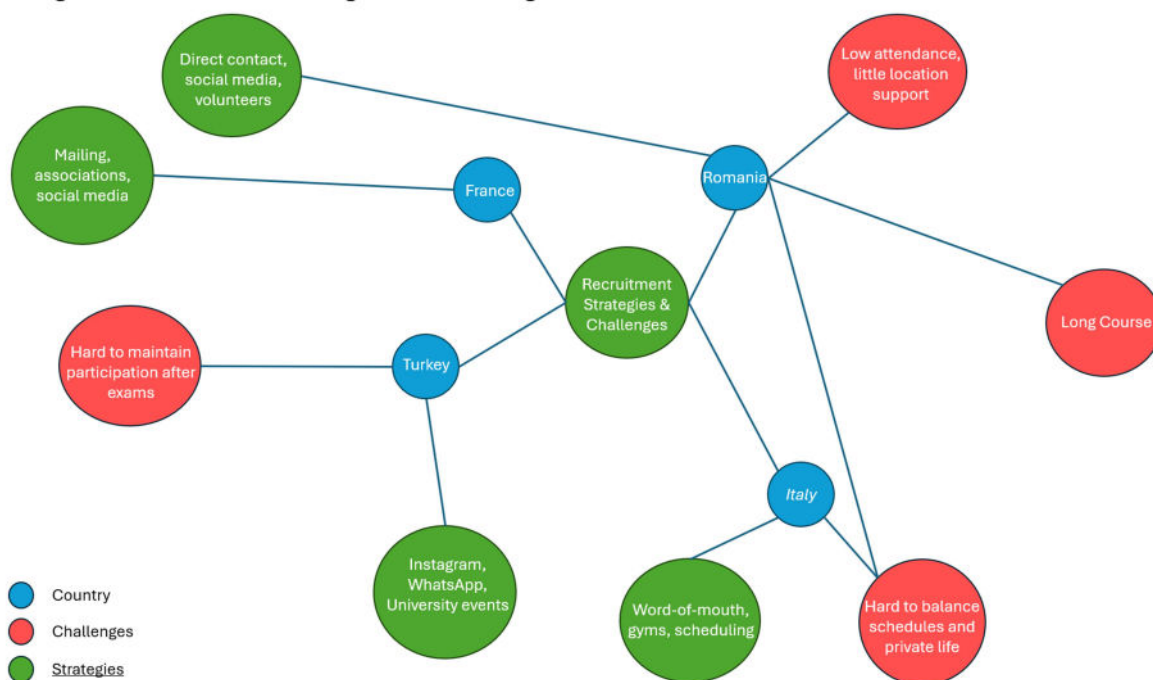 Direct contact,
social media,
volunteers
Low attendance,
little location
support
Mailing,
associations,
social media
France
Romania
Recruitment
Strategies &
Challenges
Long Course
Hard to maintain
participation after
exams
Turkey
Italy
Instagram,
WhatsApp,
University events
Word-of-mouth,
gyms, scheduling
Hard to balance
schedules and
private life
Country
Challenges
Strategies